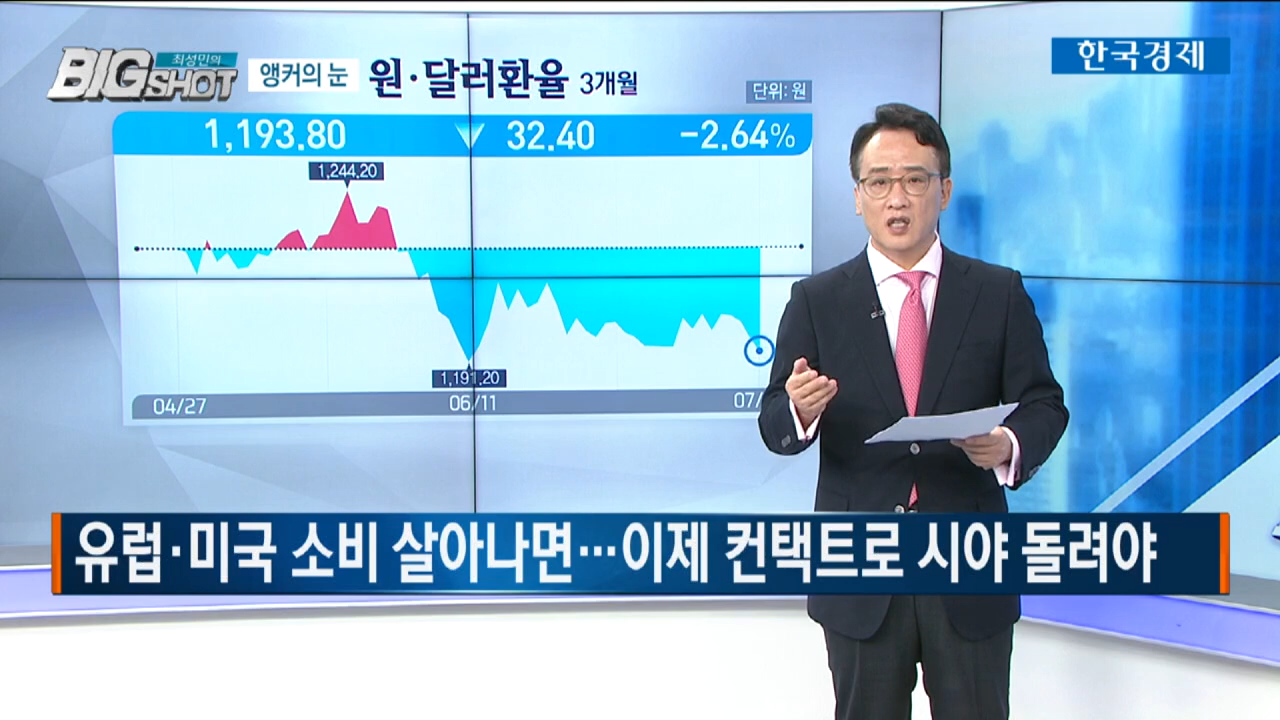 BIG SHOT
최성민의
앵커의 눈 원·달러환율 3개월
단위: 원
한국경제
1,193.80 ▼ 32.40 -2.64%
1,244.20
1,191.20
04/27 06/11 07/
유럽·미국 소비 살아나면…이제 컨택트로 시야 돌려야